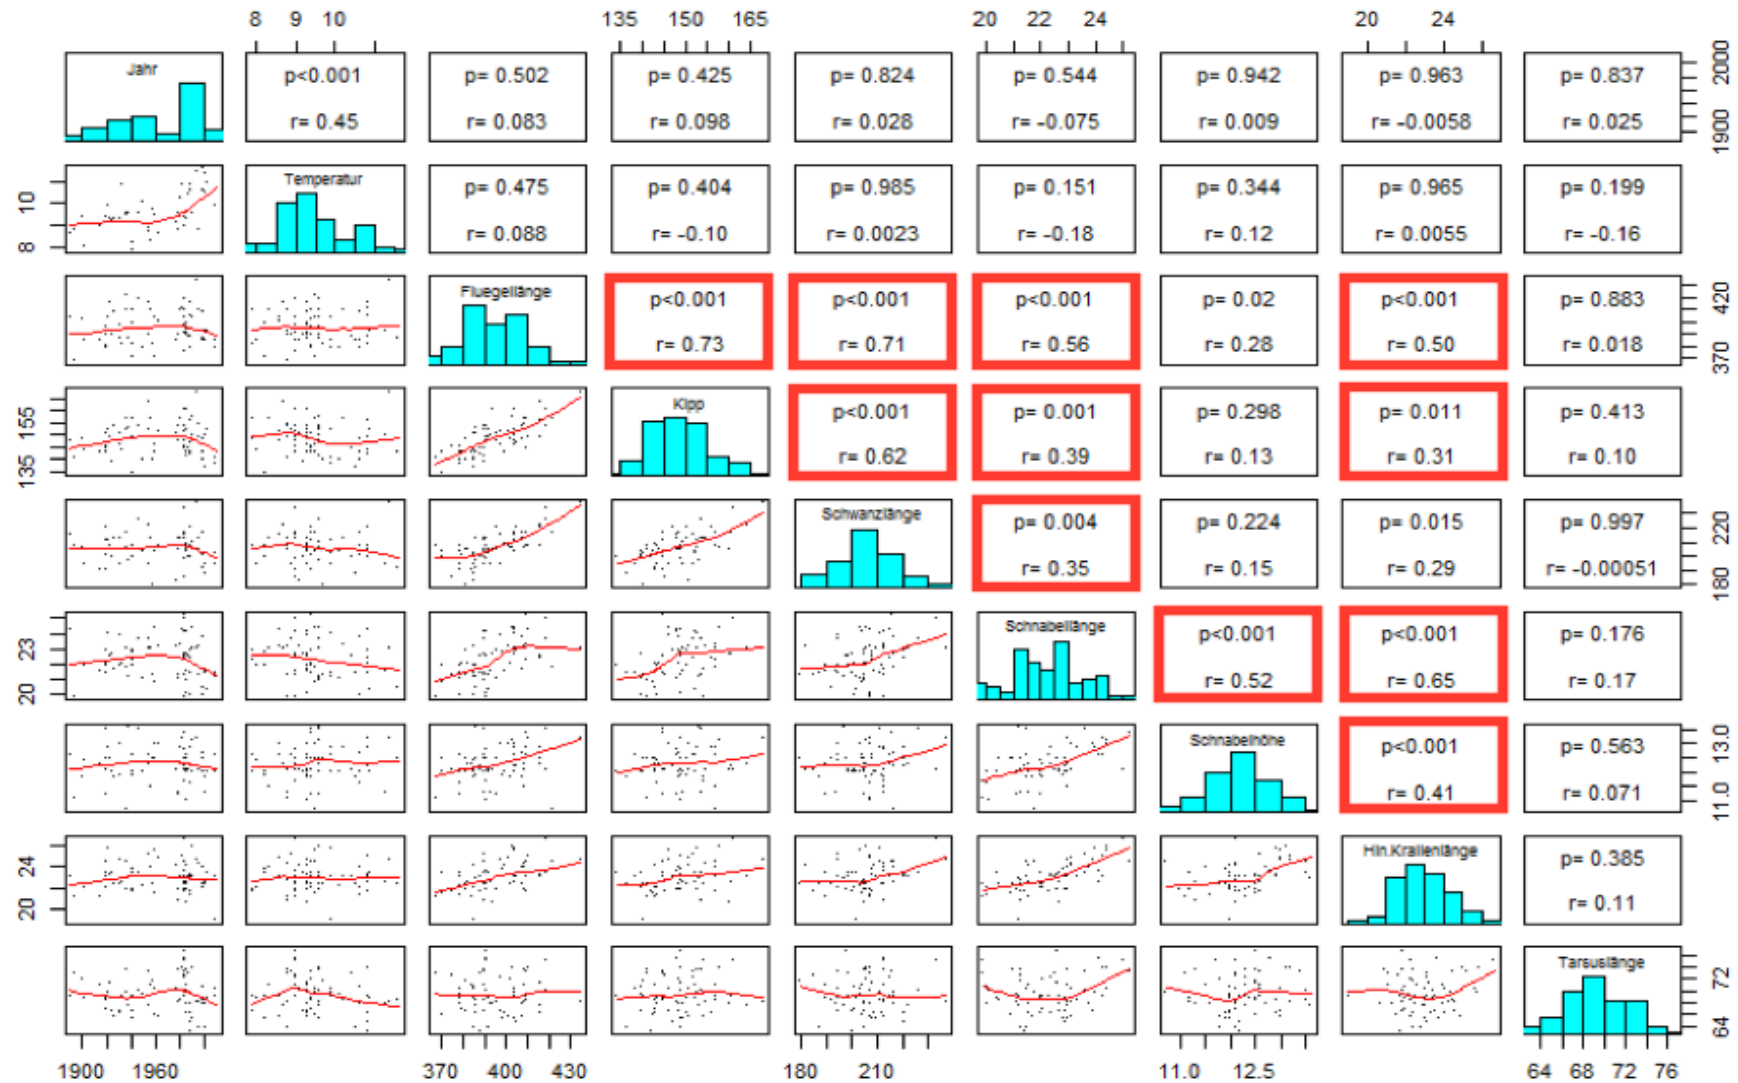 8 9 10 135 150 165 20 22 24 20 24
Jahr
p<0.001 p= 0.502 p= 0.425 p= 0.824 p= 0.544 p= 0.942 p= 0.963 p= 0.837
r= 0.45 r= 0.083 r= 0.098 r= 0.028 r= -0.075 r= 0.009 r= -0.0058 r= 0.025
1900 2000
Temperatur
p= 0.475 p= 0.404 p= 0.985 p= 0.151 p= 0.344 p= 0.965 p= 0.199
r= 0.088 r= -0.10 r= 0.0023 r= -0.18 r= 0.12 r= 0.0055 r= -0.16
8 10
Fluegellänge
p<0.001 p<0.001 p<0.001 p= 0.02 p<0.001 p= 0.883
r= 0.73 r= 0.71 r= 0.56 r= 0.28 r= 0.50 r= 0.018
370 420
Kipp
p<0.001 p= 0.001 p= 0.298 p= 0.011 p= 0.413
r= 0.62 r= 0.39 r= 0.13 r= 0.31 r= 0.10
135 155
Schwanzlänge
p= 0.004 p= 0.224 p= 0.015 p= 0.997
r= 0.35 r= 0.15 r= 0.29 r= -0.00051
180 220
Schnabellänge
p<0.001 p<0.001 p= 0.176
r= 0.52 r= 0.65 r= 0.17
20 23
Schnabelhöhe
p<0.001 p= 0.563
r= 0.41 r= 0.071
11.0 13.0
Hin.Krallenlänge
p= 0.385
r= 0.11
20 24
Tarsuslänge
64 72
1900 1960 370 400 430 180 210 11.0 12.5 64 68 72 76